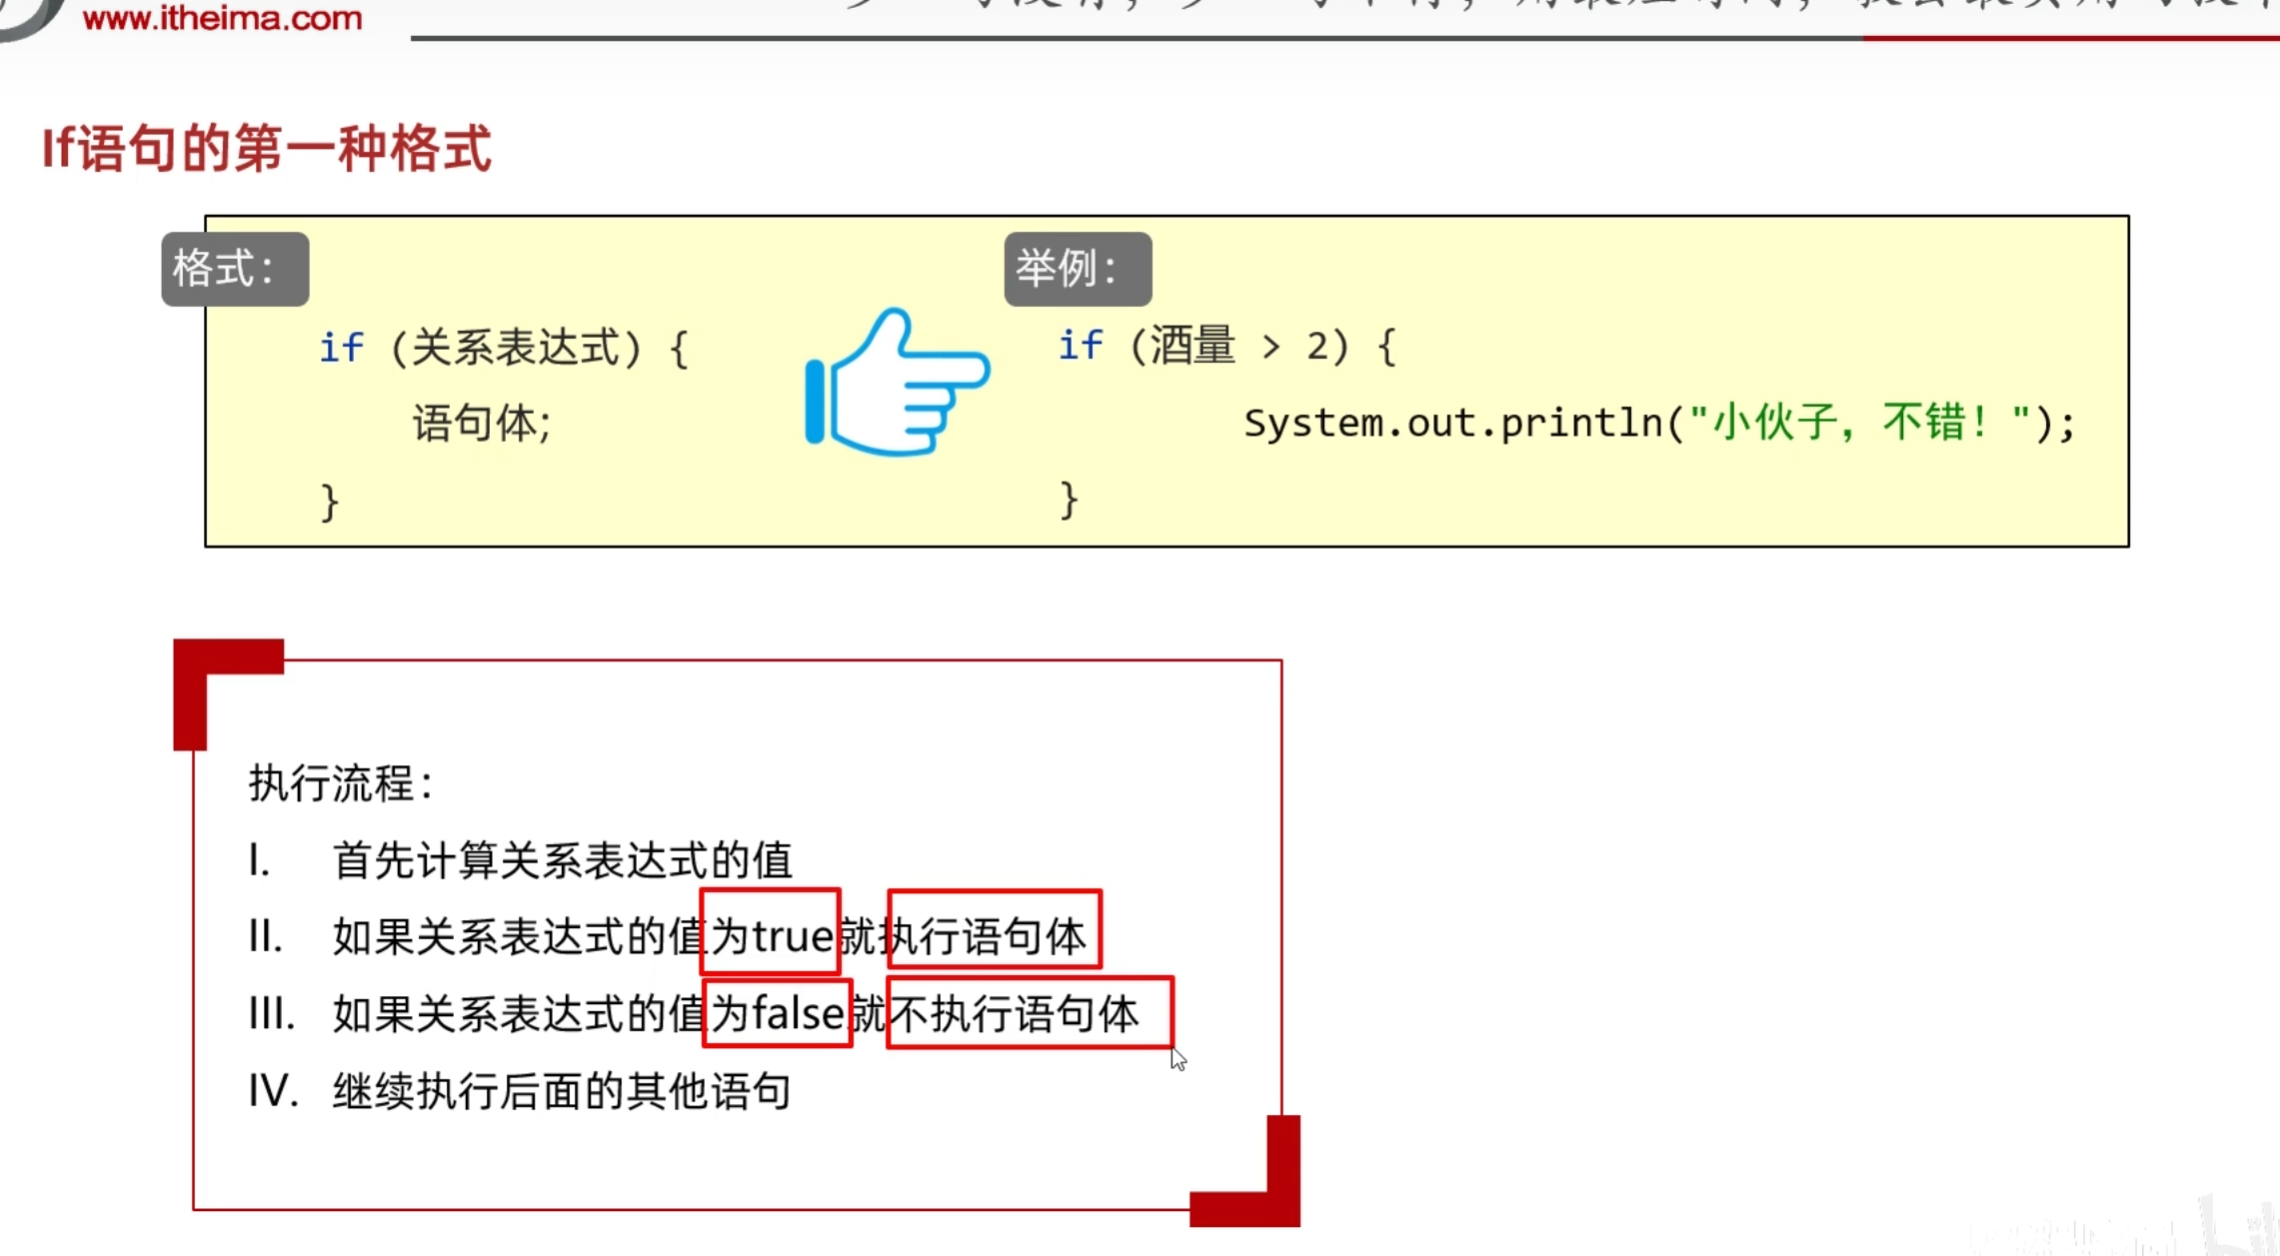 www.itheima.com
If语句的第一种格式
格式：
举例：
if (关系表达式) {
语句体;
}
if (酒量 > 2) {
System.out.println("小伙子，不错！");
}
执行流程：
I. 首先计算关系表达式的值
II. 如果关系表达式的值为true就执行语句体
III. 如果关系表达式的值为false就不执行语句体
IV. 继续执行后面的其他语句